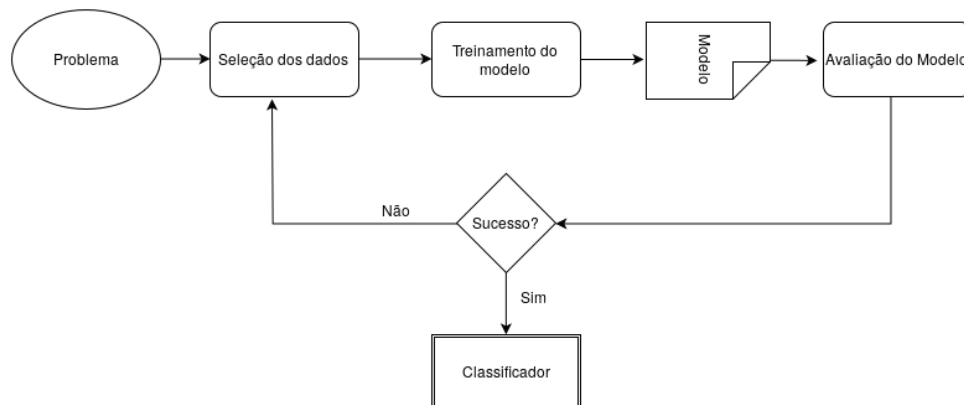 Problema
Seleção dos dados
Treinamento do
modelo
Modelo
Avaliação do Modelo
Não
Sucesso?
Sim
Classificador